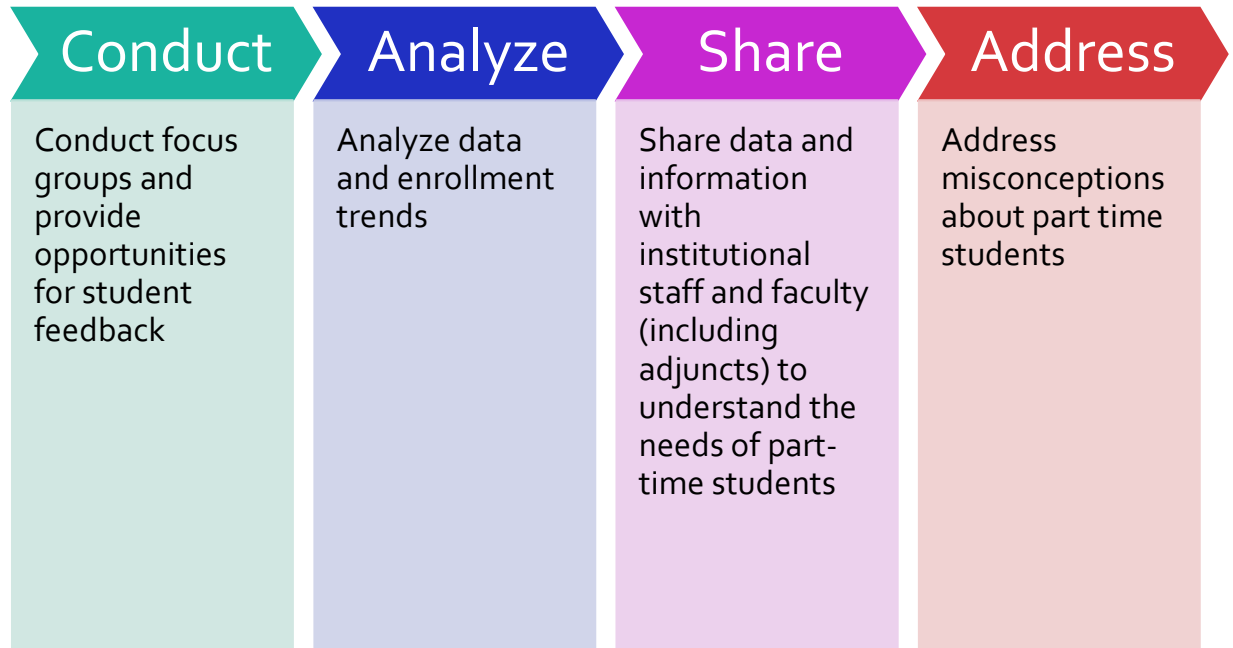 Conduct
Conduct focus
groups and
provide
opportunities
for student
feedback
Analyze
Analyze data
and enrollment
trends
Share
Share data and
information
with
institutional
staff and faculty
(including
adjuncts) to
understand the
needs of part-
time students
Address
Address
misconceptions
about part time
students